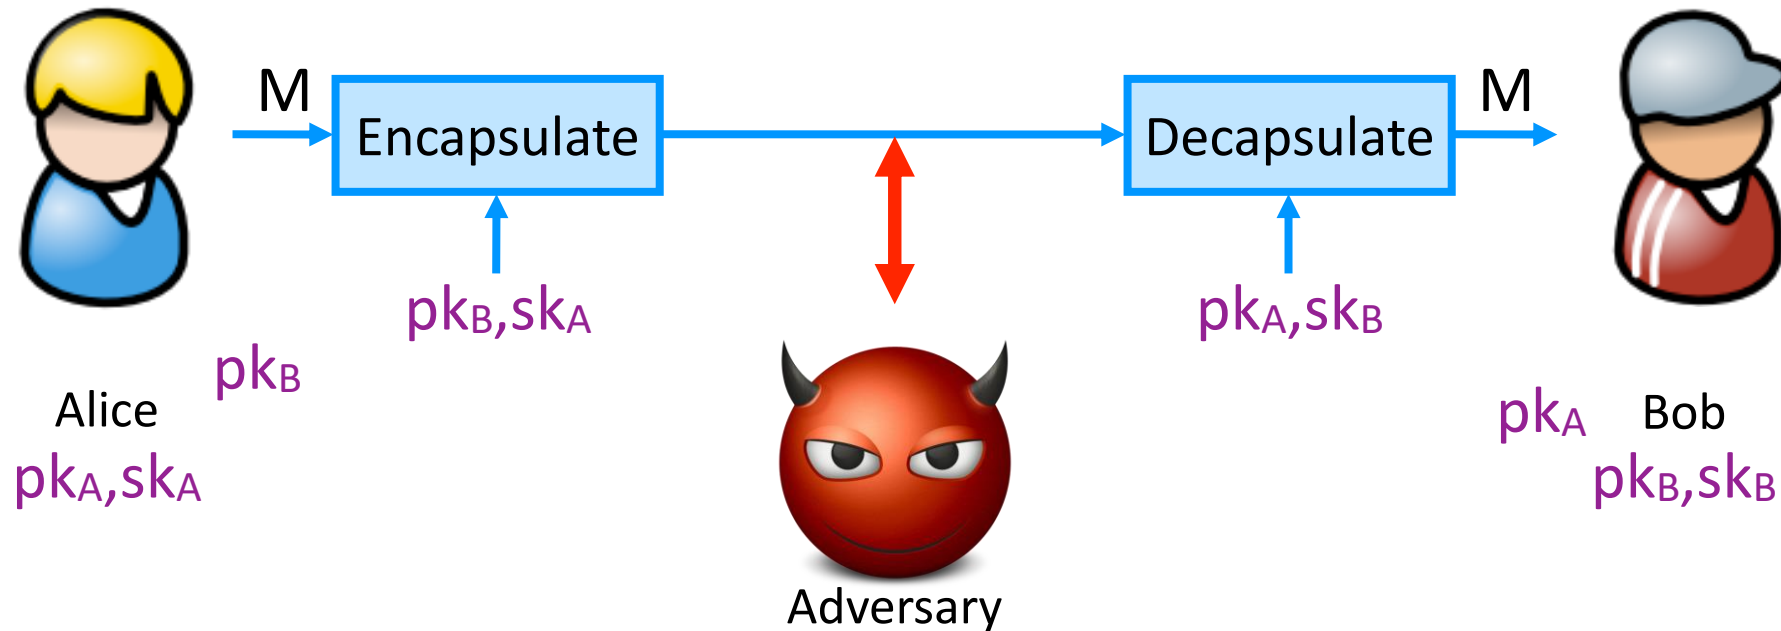 M
Encapsulate
Decapsulate
M
pkB,skA
pkA,skB
pkB
Alice
pkA,skA
pkA
Bob
pkB,skB
Adversary